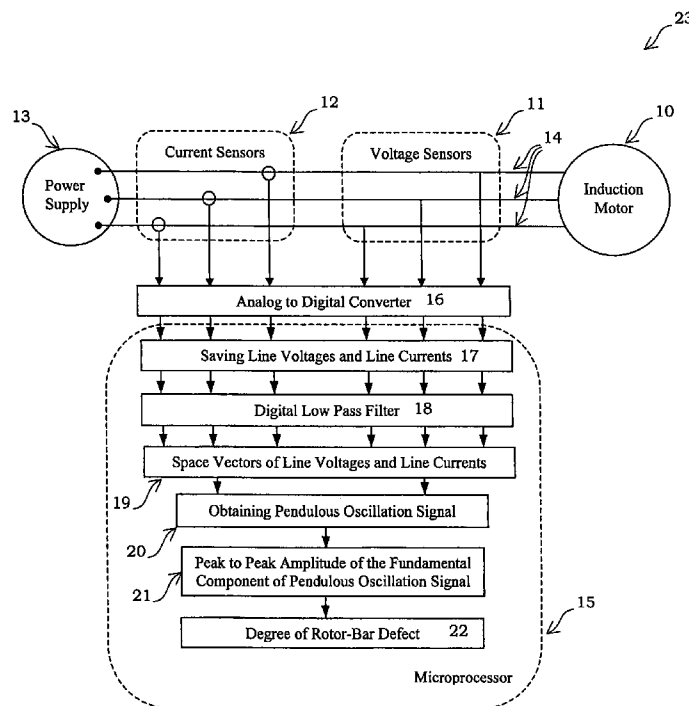 23
12
11
13
14
10
Current Sensors
Voltage Sensors
Power
Supply
Induction
Motor
Analog to Digital Converter 16
Saving Line Voltages and Line Currents 17
Digital Low Pass Filter 18
Space Vectors of Line Voltages and Line Currents
19
Obtaining Pendulous Oscillation Signal
20
Peak to Peak Amplitude of the Fundamental
Component of Pendulous Oscillation Signal
21
15
Degree of Rotor-Bar Defect 22
Microprocessor